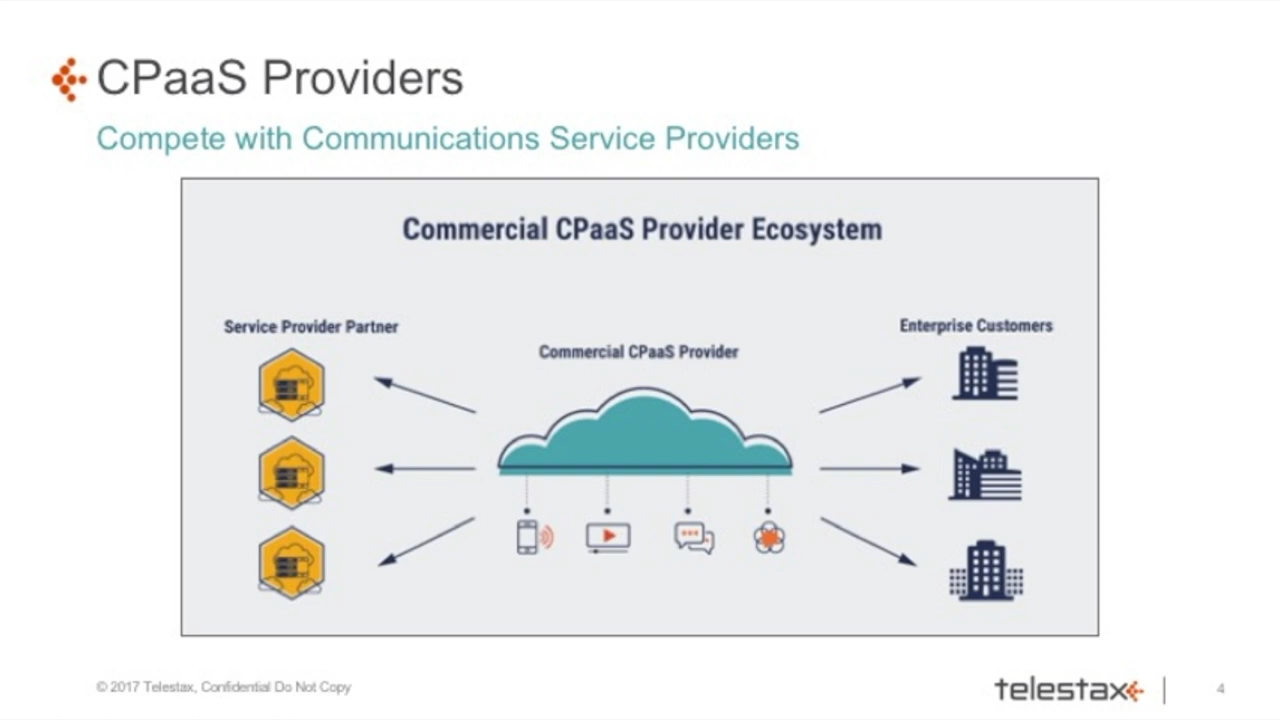 CPaaS Providers
Compete with Communications Service Providers
Commercial CPaaS Provider Ecosystem
Service Provider Partner
Commercial CPaaS Provider
Enterprise Customers
© 2017 Telestax, Confidential Do Not Copy
telestax
4